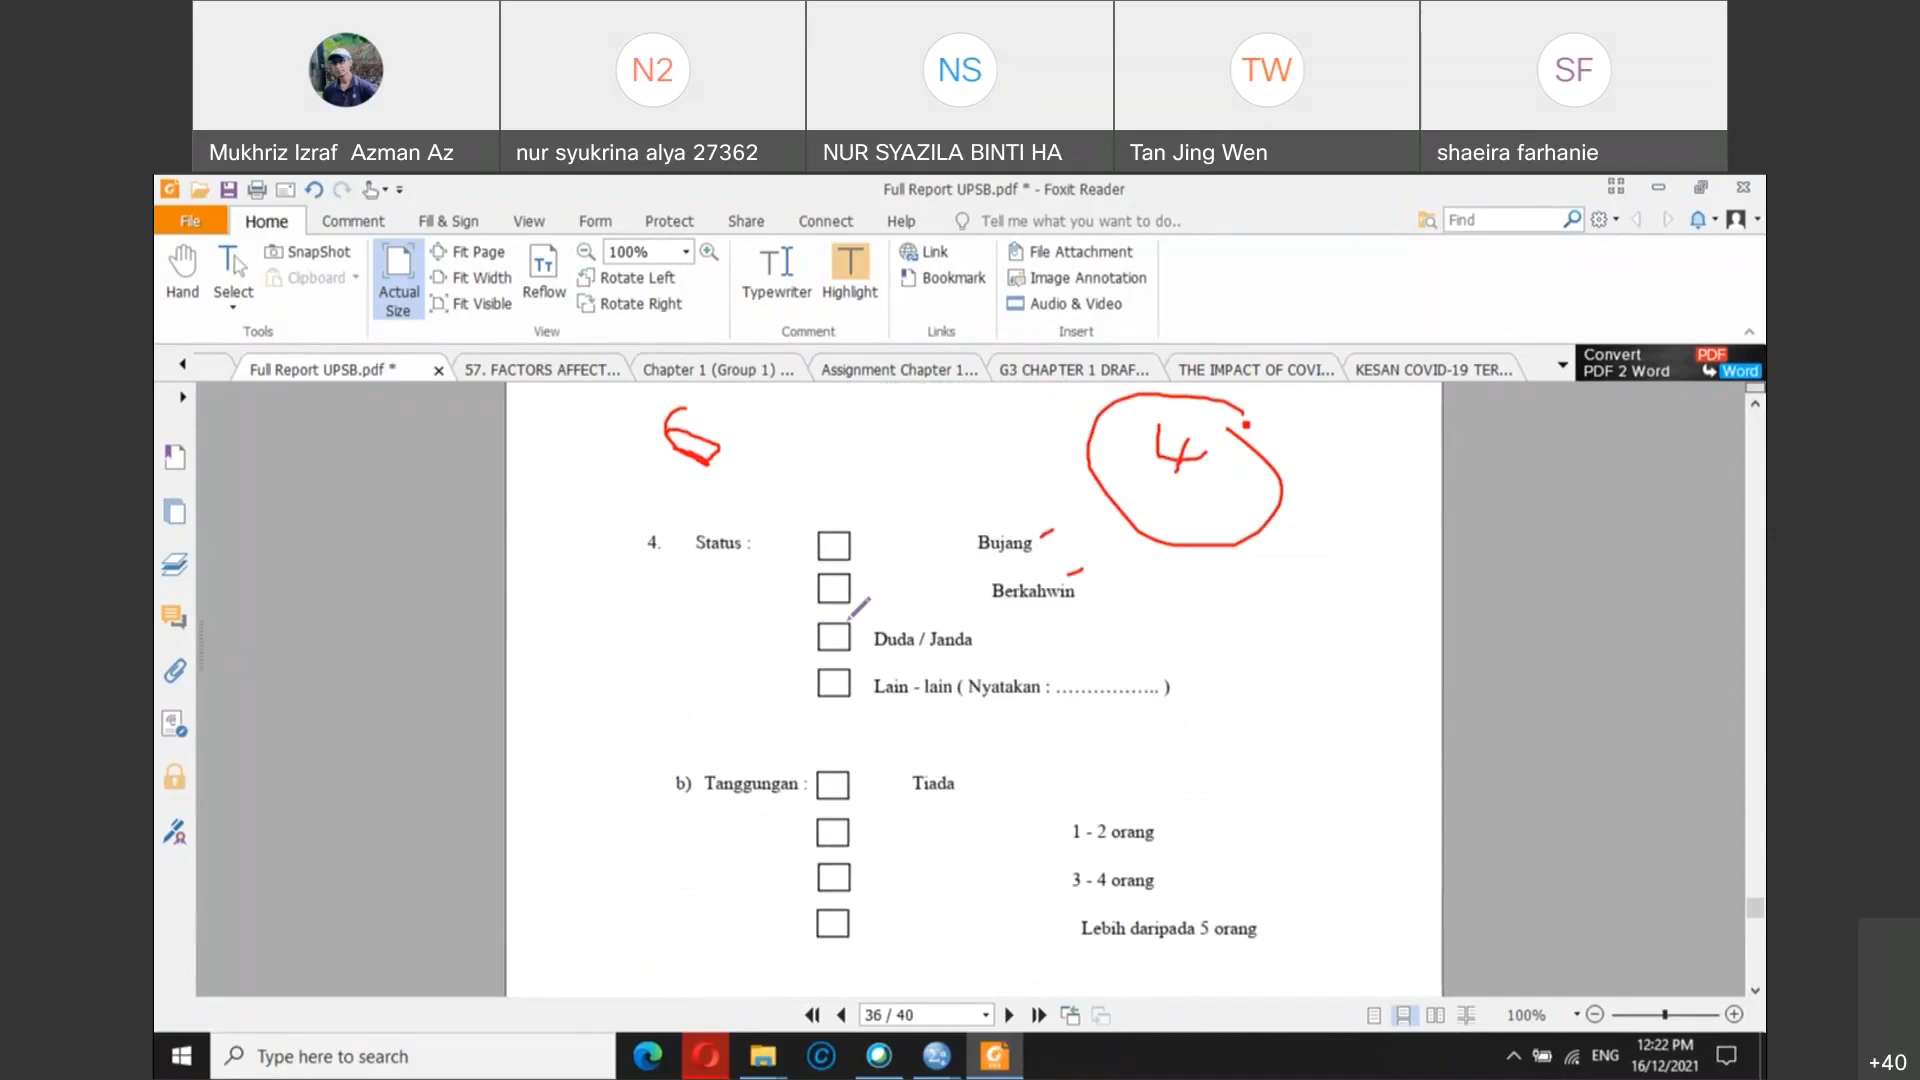 N2
NS
TW
SF
Mukhriz Izraf Azman Az
nur syukrina alya 27362
NUR SYAZILA BINTI HA
Tan Jing Wen
shaeira farhanie
Full Report UPSB.pdf * - Foxit Reader
File Home Comment Fill & Sign View Form Protect Share Connect Help Tell me what you want to do.. Find
Hand
Select
SnapShot
Clipboard
Tools
Actual Size
Fit Page
Fit Width
Fit Visible
Reflow
100%
Rotate Left
Rotate Right
View
Typewriter
Highlight
Comment
Link
Bookmark
Links
File Attachment
Image Annotation
Audio & Video
Insert
Full Report UPSB.pdf *
57. FACTORS AFFECT...
Chapter 1 (Group 1) ...
Assignment Chapter 1...
G3 CHAPTER 1 DRAF...
THE IMPACT OF COVI...
KESAN COVID-19 TER...
Convert PDF
PDF 2 Word Word
4
4. Status : Bujang
Berkahwin
Duda / Janda
Lain - lain ( Nyatakan : ……………. )
b) Tanggungan : Tiada
1 - 2 orang
3 - 4 orang
Lebih daripada 5 orang
36 / 40
100%
Type here to search
ENG
12:22 PM
16/12/2021
+40